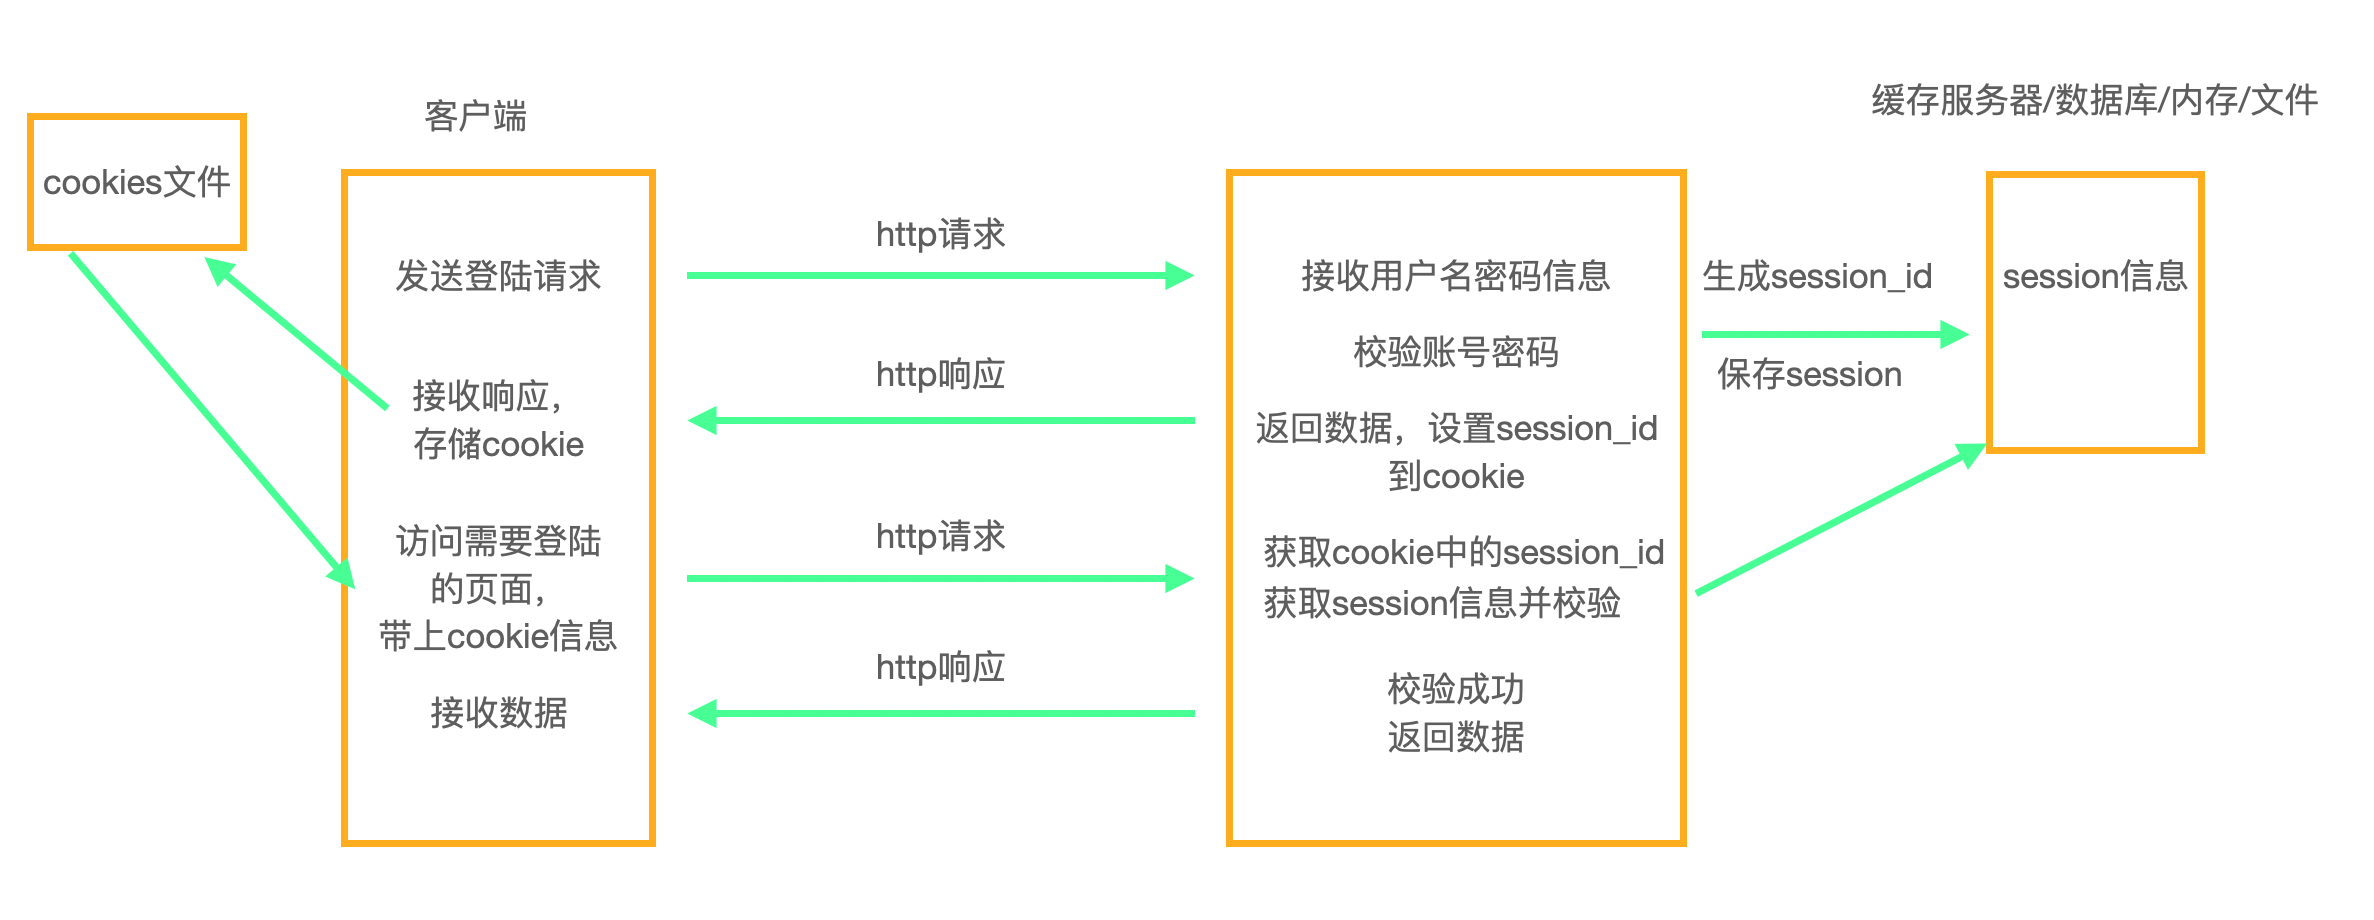 缓存服务器/数据库/内存/文件
客户端
cookies文件
发送登陆请求
接收响应，
存储cookie
访问需要登陆
的页面，
带上cookie信息
接收数据
http请求
http响应
http请求
http响应
接收用户名密码信息
校验账号密码
返回数据，设置session_id
到cookie
获取cookie中的session_id
获取session信息并校验
校验成功
返回数据
生成session_id
保存session
session信息